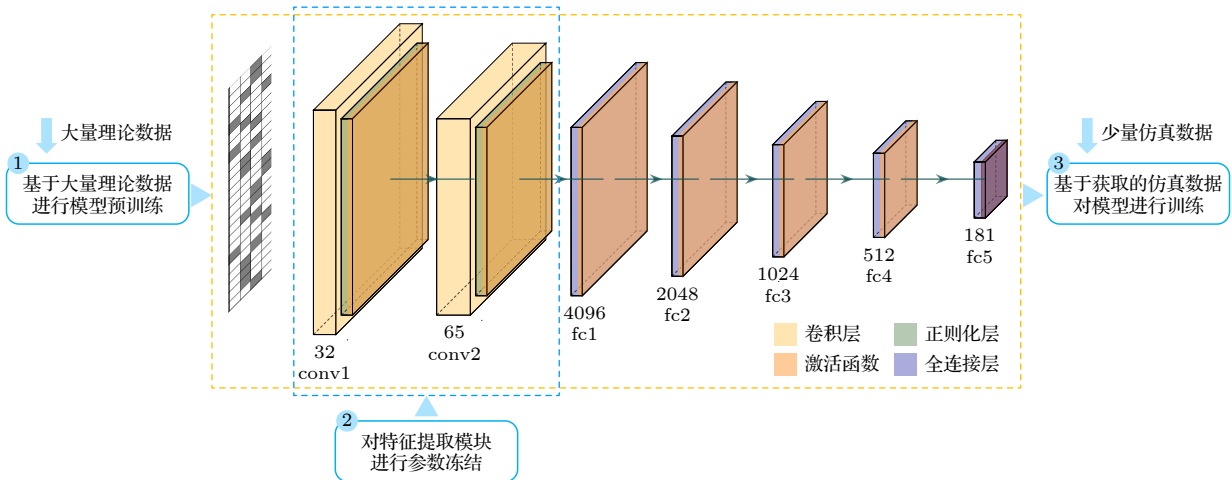 大量理论数据
1
基于大量理论数据
进行模型预训练
32
conv1
65
conv2
4096
fc1
2048
fc2
1024
fc3
512
fc4
181
fc5
卷积层
正则化层
激活函数
全连接层
少量仿真数据
3
基于获取的仿真数据
对模型进行训练
2
对特征提取模块
进行参数冻结